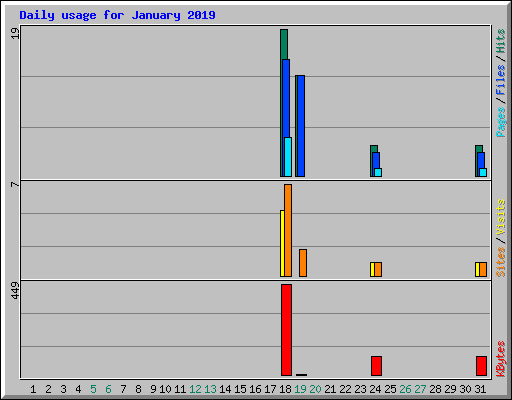 Daily usage for January 2019
19
Pages / Files / Hits
7
Sites / Visits
449
KBytes
1 2 3 4 5 6 7 8 9 10 11 12 13 14 15 16 17 18 19 20 21 22 23 24 25 26 27 28 29 30 31